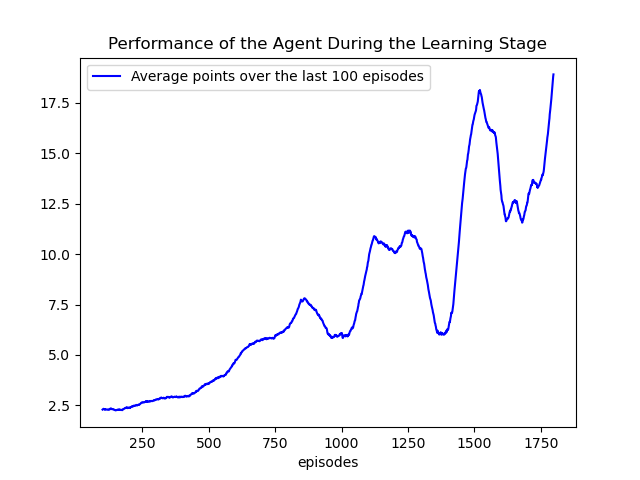 Performance of the Agent During the Learning Stage
Average points over the last 100 episodes
17.5
15.0
12.5
10.0
7.5
5.0
2.5
250 500 750 1000 1250 1500 1750
episodes